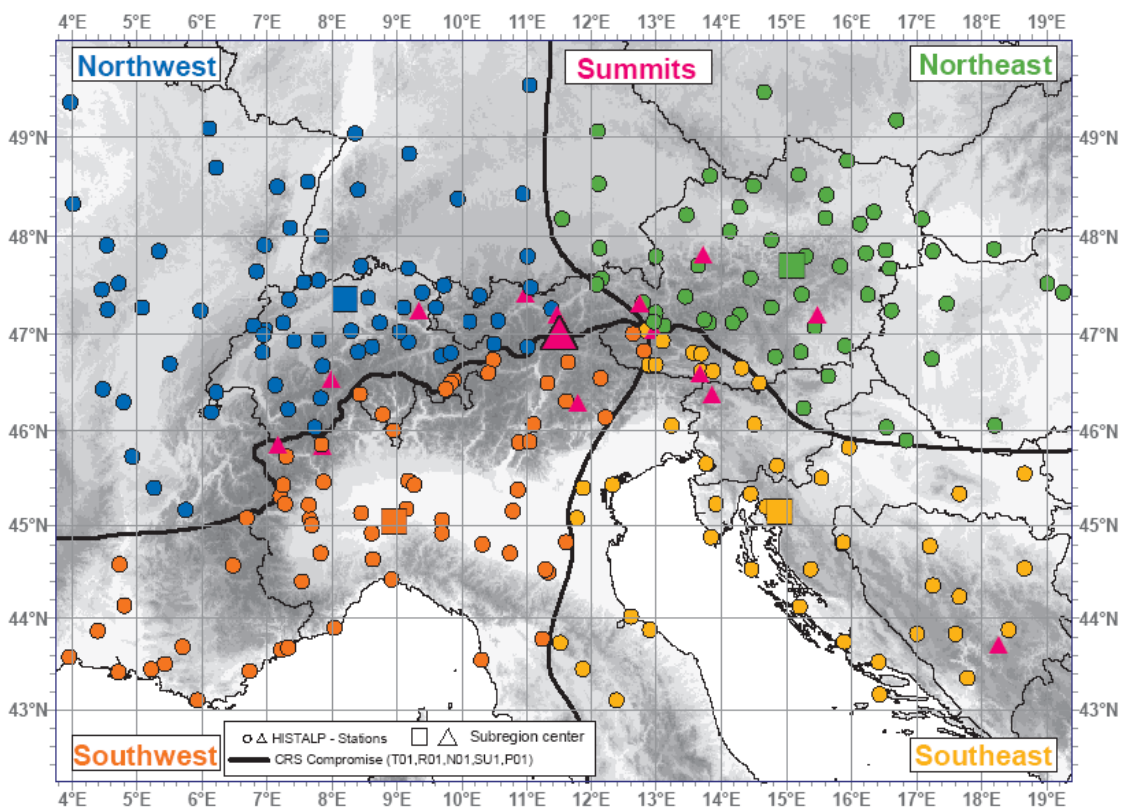 4°E 5°E 6°E 7°E 8°E 9°E 10°E 11°E 12°E 13°E 14°E 15°E 16°E 17°E 18°E 19°E
Northwest Summits Northeast
49°N 49°N
48°N 48°N
47°N 47°N
46°N 46°N
45°N 45°N
44°N 44°N
43°N 43°N
Southwest HISTALP - Stations Subregion center Southeast
CRS Compromise (T01,R01,N01,SU1,P01)
4°E 5°E 6°E 7°E 8°E 9°E 10°E 11°E 12°E 13°E 14°E 15°E 16°E 17°E 18°E 19°E